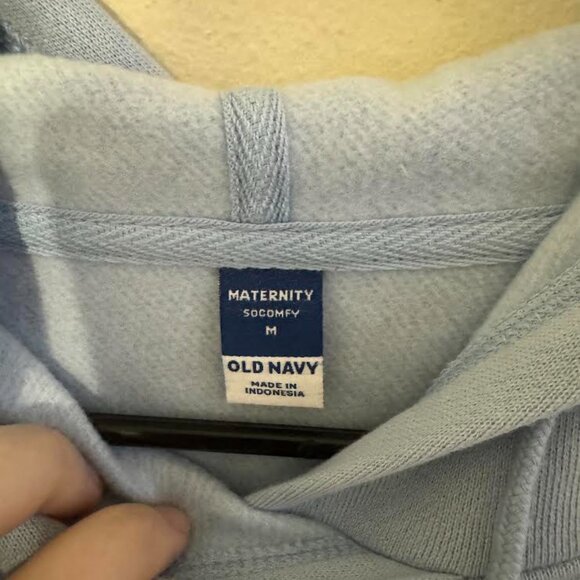 MATERNITY
SOCOMFY
M
OLD NAVY
MADE IN
INDONESIA